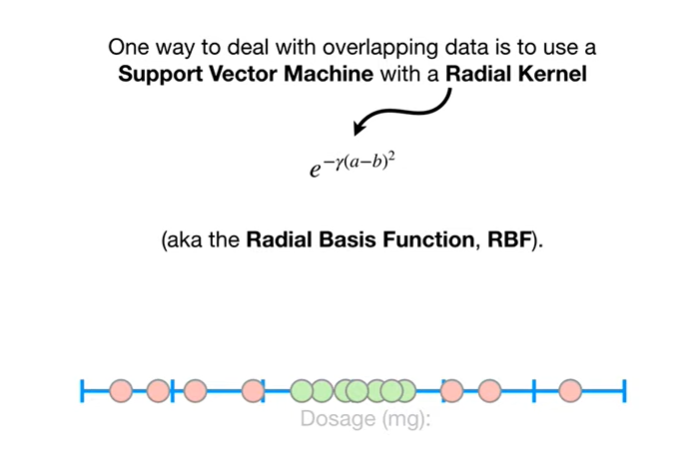 One way to deal with overlapping data is to use a
Support Vector Machine with a Radial Kernel
e^{-γ(a-b)^2}
(aka the Radial Basis Function, RBF).
Dosage (mg):